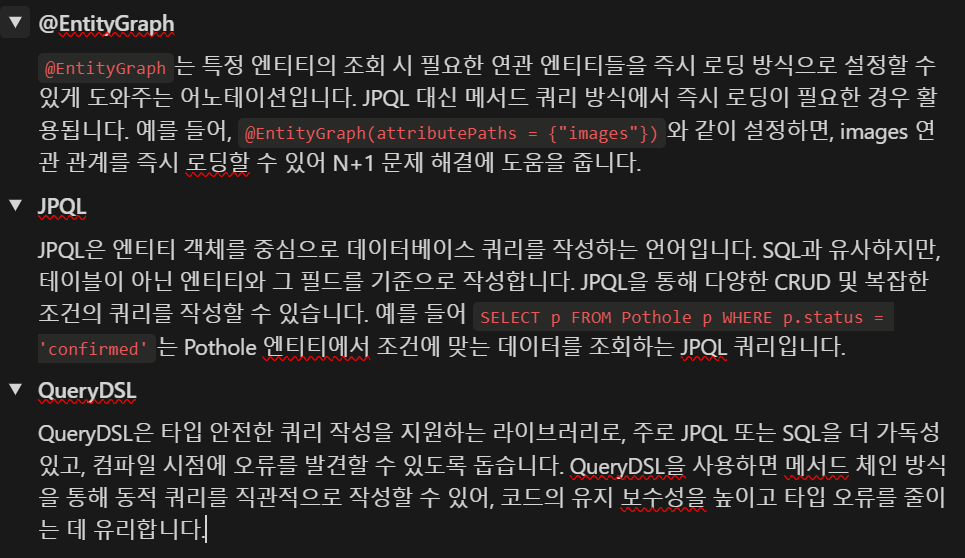 @EntityGraph
@EntityGraph는 특정 엔티티의 조회 시 필요한 연관 엔티티들을 즉시 로딩 방식으로 설정할 수
있게 도와주는 어노테이션입니다. JPQL 대신 메서드 쿼리 방식에서 즉시 로딩이 필요한 경우 활
용됩니다. 예를 들어, @EntityGraph(attributePaths = {"images"})와 같이 설정하면, images 연
관 관계를 즉시 로딩할 수 있어 N+1 문제 해결에 도움을 줍니다.
JPQL
JPQL은 엔티티 객체를 중심으로 데이터베이스 쿼리를 작성하는 언어입니다. SQL과 유사하지만,
테이블이 아닌 엔티티와 그 필드를 기준으로 작성합니다. JPQL을 통해 다양한 CRUD 및 복잡한
조건의 쿼리를 작성할 수 있습니다. 예를 들어 SELECT p FROM Pothole p WHERE p.status =
'confirmed'는 Pothole 엔티티에서 조건에 맞는 데이터를 조회하는 JPQL 쿼리입니다.
QueryDSL
QueryDSL은 타입 안전한 쿼리 작성을 지원하는 라이브러리로, 주로 JPQL 또는 SQL을 더 가독성
있고, 컴파일 시점에 오류를 발견할 수 있도록 돕습니다. QueryDSL을 사용하면 메서드 체인 방식
을 통해 동적 쿼리를 직관적으로 작성할 수 있어, 코드의 유지 보수성을 높이고 타입 오류를 줄이
는 데 유리합니다.